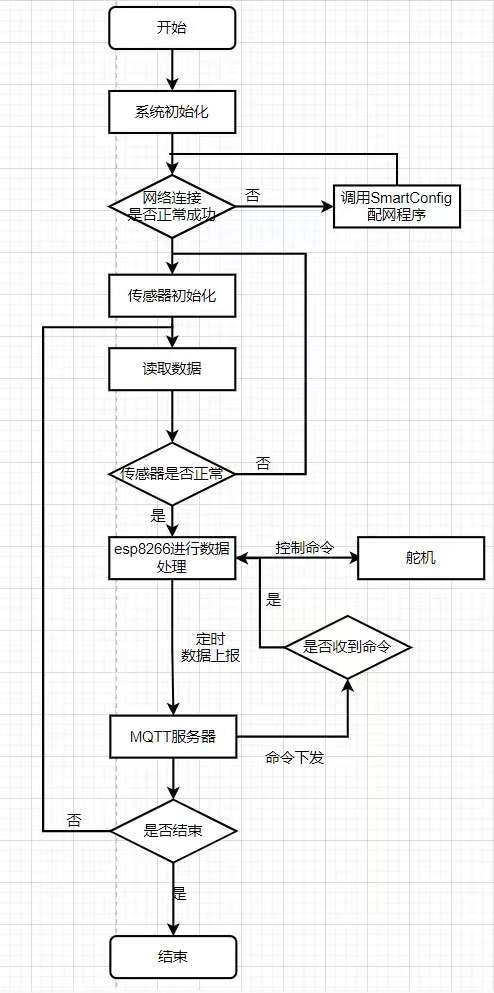 开始
系统初始化
网络连接
是否正常成功
否
调用SmartConfig
配网程序
传感器初始化
读取数据
传感器是否正常
否
是
esp8266进行数据
处理
控制命令
舵机
是
是否收到命令
定时
数据上报
MQTT服务器
命令下发
否
是否结束
是
结束